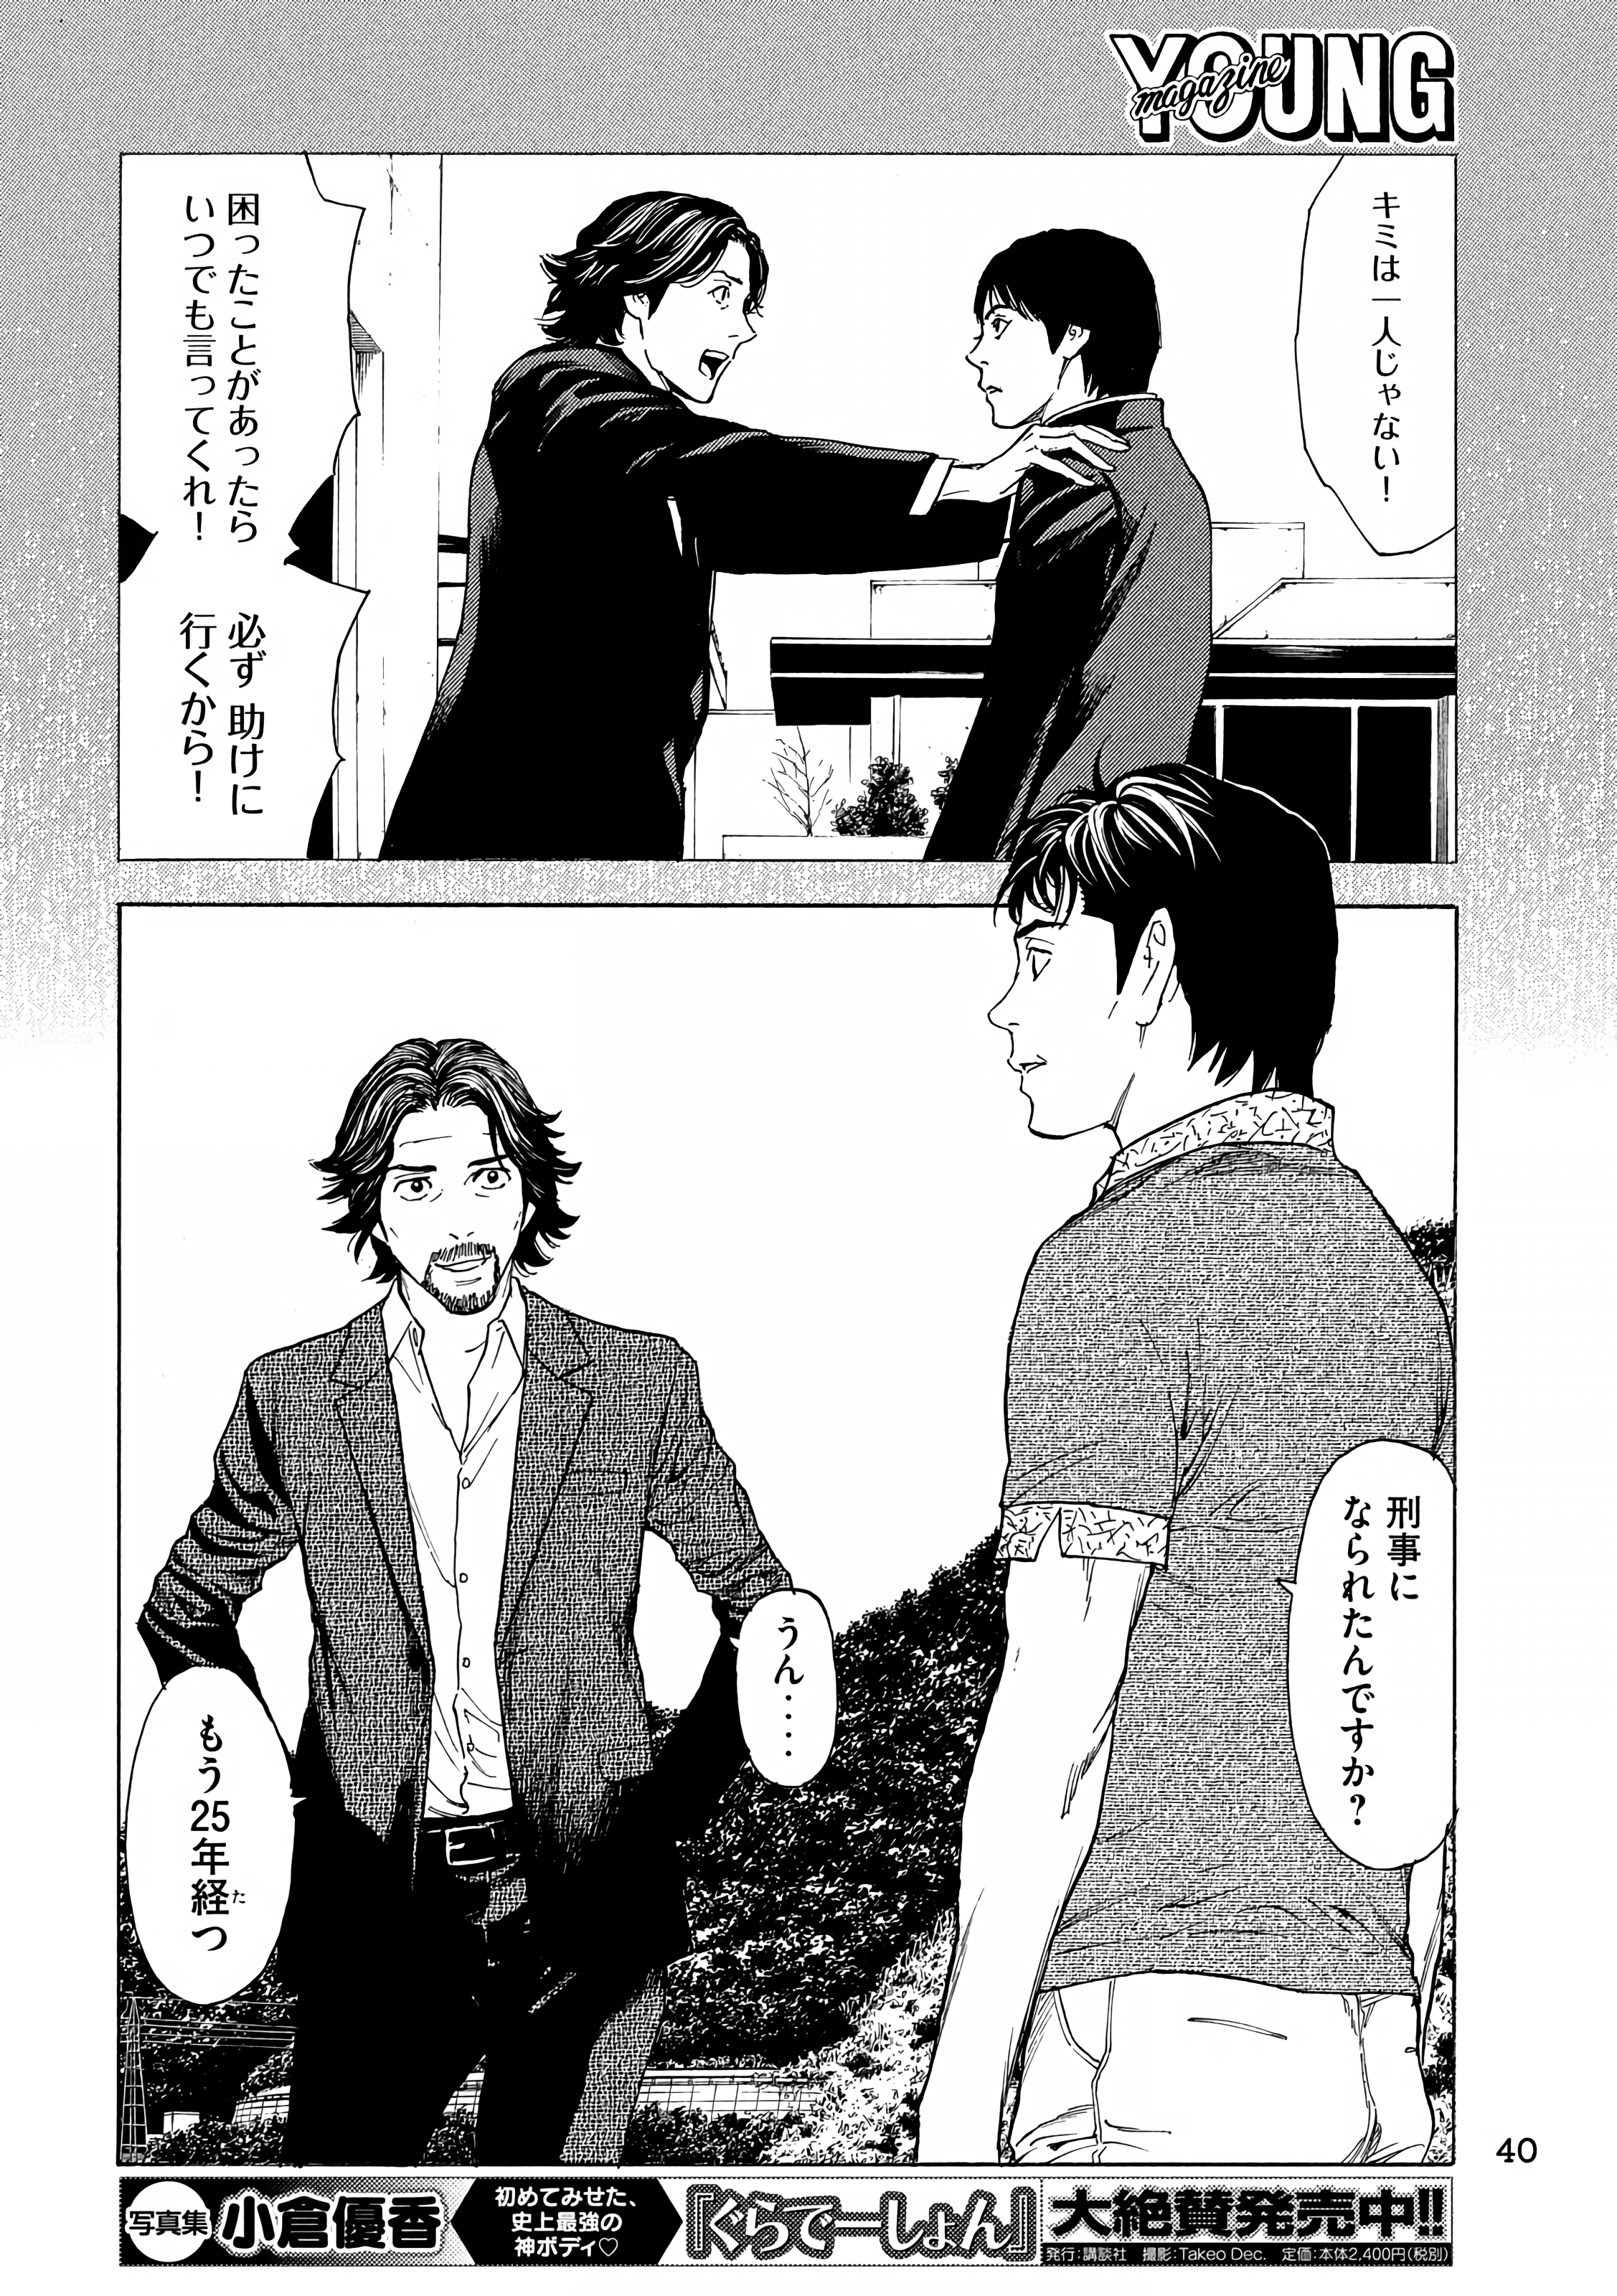 YOUNG
magazine
キミは一人じゃない！
困ったことがあったら
いつでも言ってくれ！
必ず助けに
行くから！
刑事に
なられたんですか？
うん‥‥
もう25年経つ
た
40
写真集
小倉優香
初めてみせた、
史上最強の
神ボディ♡
『ぐらでーしょん』
大絶賛発売中!!
発行：講談社　撮影：Takeo Dec.　定価：本体2,400円（税別）